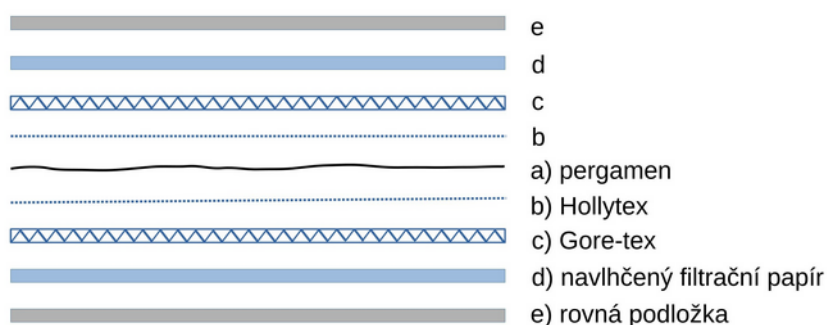 e
d
c
b
a) pergamen
b) Hollytex
c) Gore-tex
d) navlhčený filtrační papír
e) rovná podložka